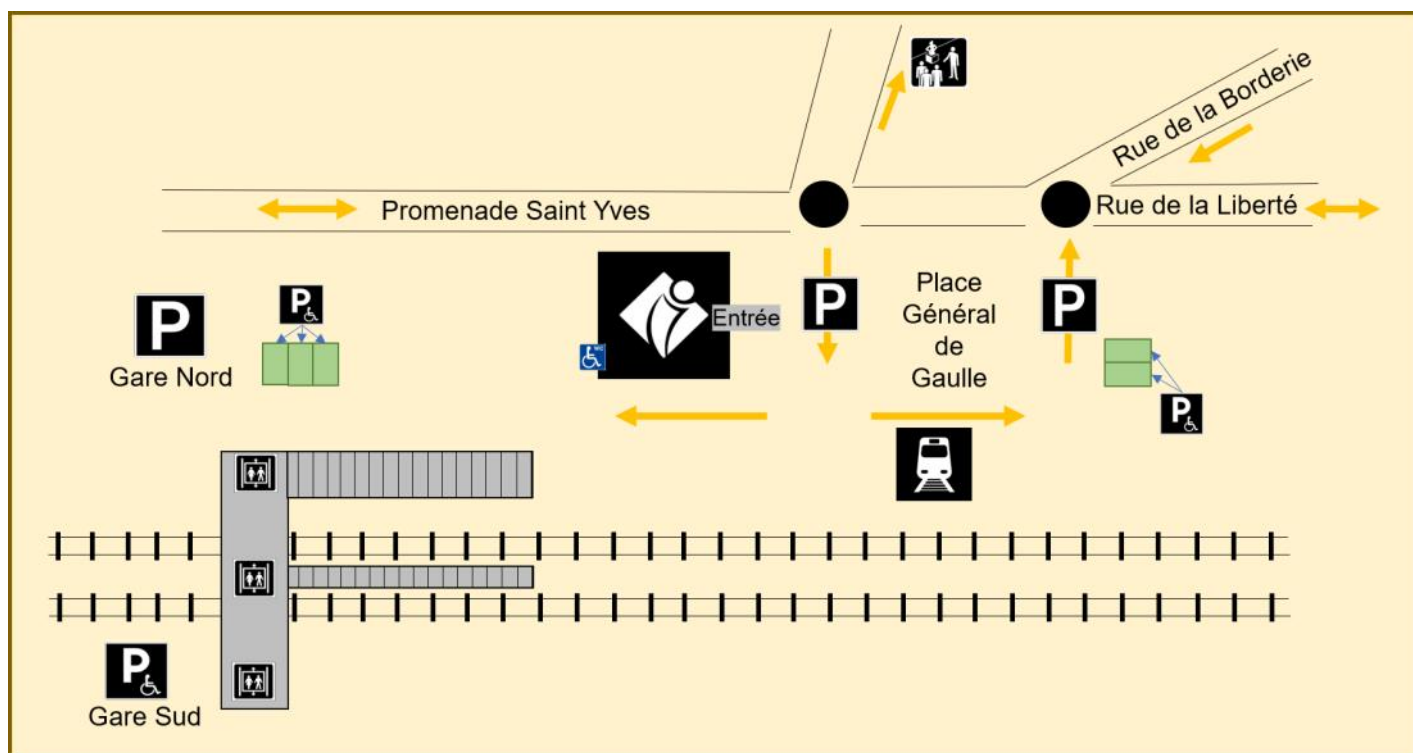 Rue de la Borderie
Promenade Saint Yves
Rue de la Liberté
P
Gare Nord
P
Entrée
P
Place
Général
de
Gaulle
P
P
WC
P
Gare Sud